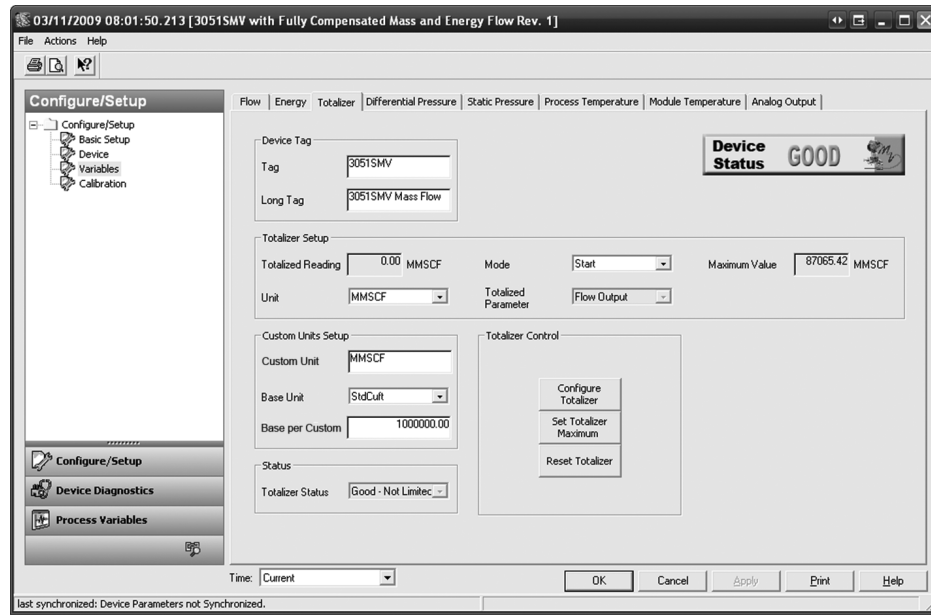 03/11/2009 08:01:50.213 [3051SMV with Fully Compensated Mass and Energy Flow Rev. 1]
File Actions Help
Configure/Setup
Configure/Setup
Basic Setup
Device
Variables
Calibration
Configure/Setup
Device Diagnostics
Process Variables
Flow Energy Totalizer Differential Pressure Static Pressure Process Temperature Module Temperature Analog Output
Device Tag
Tag 3051SMV
Long Tag 3051SMV Mass Flow
Device Status GOOD
Totalizer Setup
Totalized Reading 0.00 MMSCF Mode Start Maximum Value 87065.42 MMSCF
Unit MMSCF Totalized Parameter Flow Output
Custom Units Setup
Custom Unit MMSCF
Base Unit StdCuft
Base per Custom 1000000.00
Totalizer Control
Configure Totalizer
Set Totalizer Maximum
Reset Totalizer
Status
Totalizer Status Good - Not Limitec
Time: Current
OK Cancel Apply Print Help
last synchronized: Device Parameters not Synchronized.